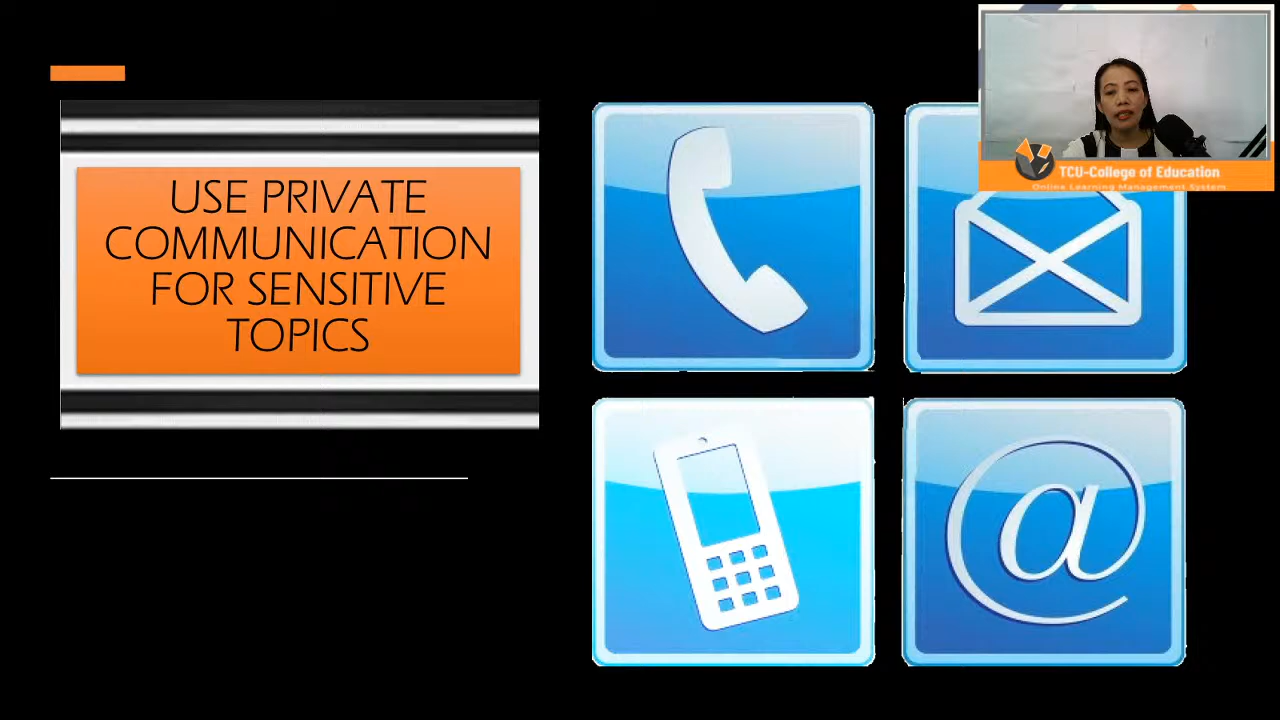 USE PRIVATE
COMMUNICATION
FOR SENSITIVE
TOPICS
TCU-College of Education
Online Learning Management System